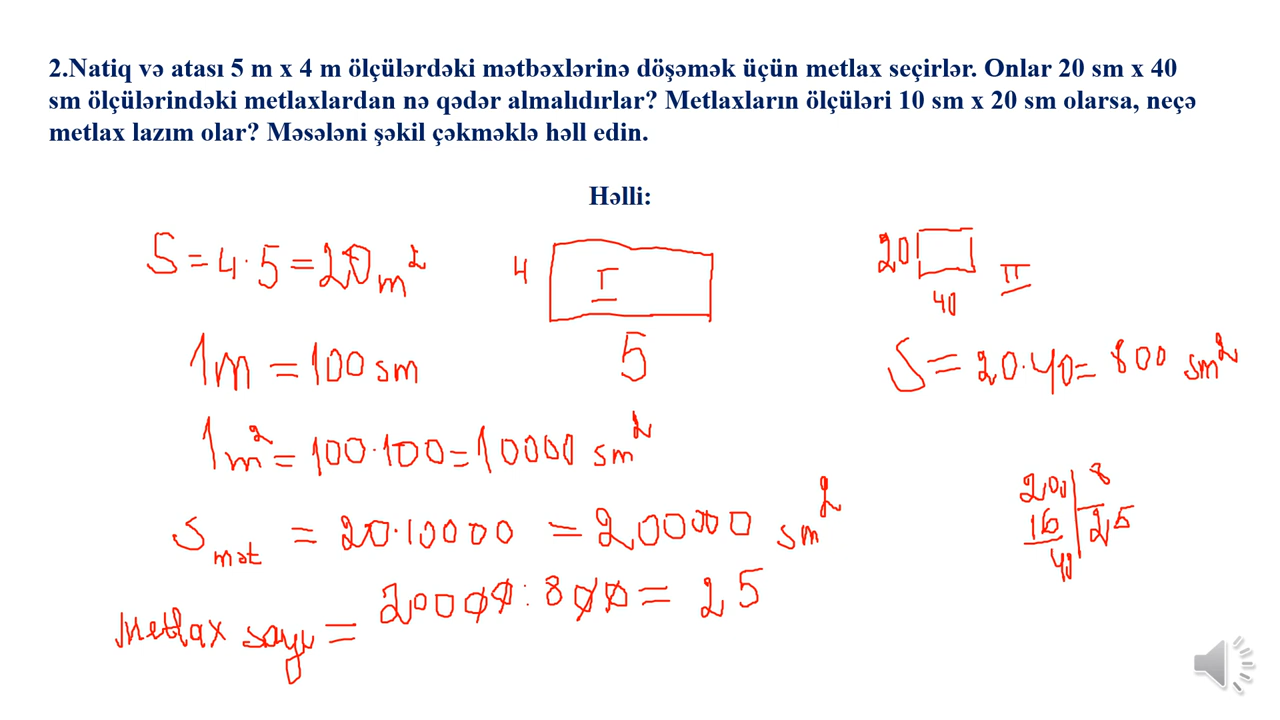 2.Natiq və atası 5 m x 4 m ölçülərdəki mətbəxlərinə döşəmək üçün metlax seçirlər. Onlar 20 sm x 40
sm ölçülərindəki metlaxlardan nə qədər almalıdırlar? Metlaxların ölçüləri 10 sm x 20 sm olarsa, neçə
metlax lazım olar? Məsələni şəkil çəkməklə həll edin.
Həlli:
S = 4 · 5 = 20 m²
4
I
5
20
40
II
1m = 100 sm
S = 20 · 40 = 800 sm²
1m² = 100 · 100 = 10000 sm²
S mət = 20 · 10000 = 200000 sm²
200 8
16 25
40
Metlax sayı = 20000 : 800 = 25